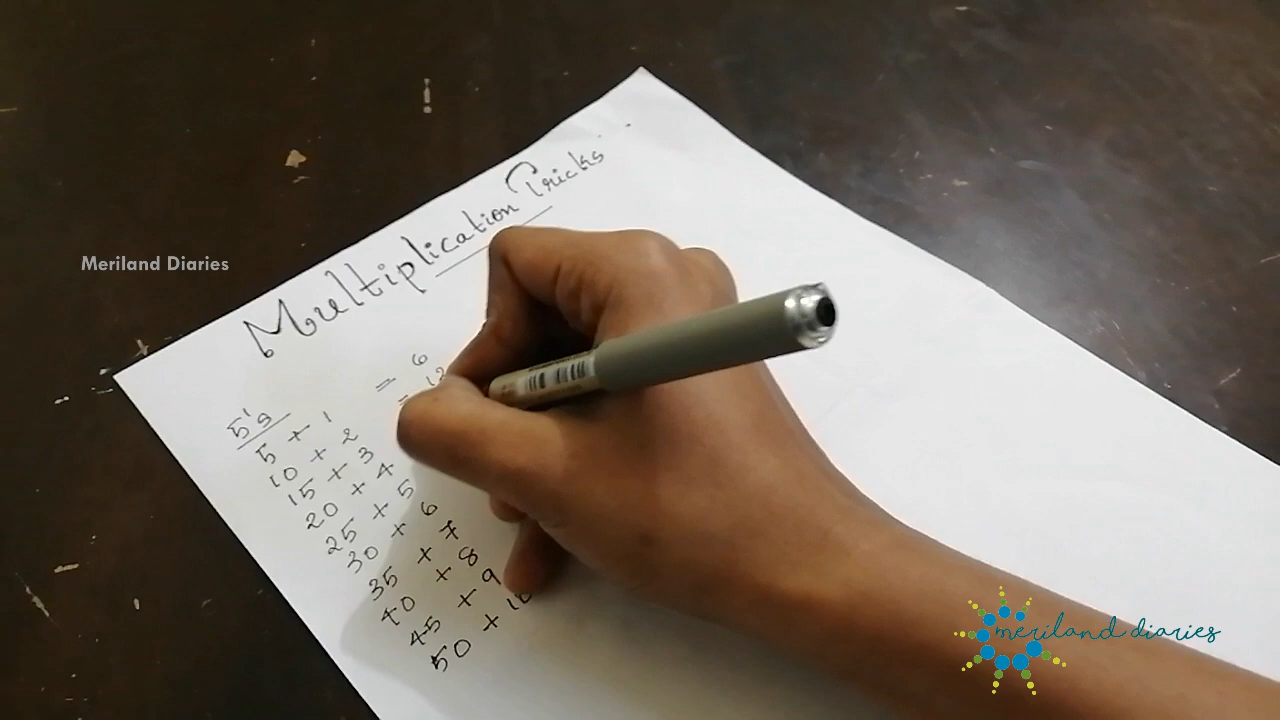 Multiplication Tricks
5's
5 + 1 = 6
10 + 2 = 12
15 + 3
20 + 4
25 + 5
30 + 6
35 + 7
40 + 8
45 + 9
50 + 10
Meriland Diaries
meriland diaries